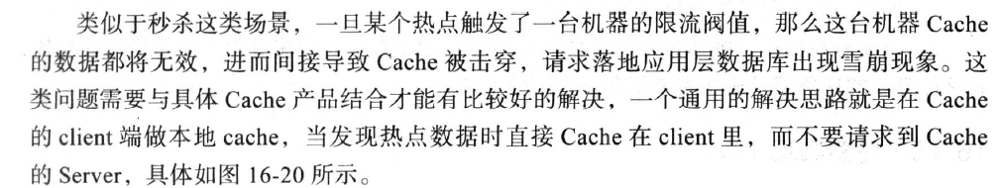 类似于秒杀这类场景，一旦某个热点触发了一台机器的限流阀值，那么这台机器 Cache
的数据都将无效，进而间接导致 Cache 被击穿，请求落地应用层数据库出现雪崩现象。这
类问题需要与具体 Cache 产品结合才能有比较好的解决，一个通用的解决思路就是在 Cache
的 client 端做本地 cache，当发现热点数据时直接 Cache 在 client 里，而不要请求到 Cache
的 Server，具体如图 16-20 所示。